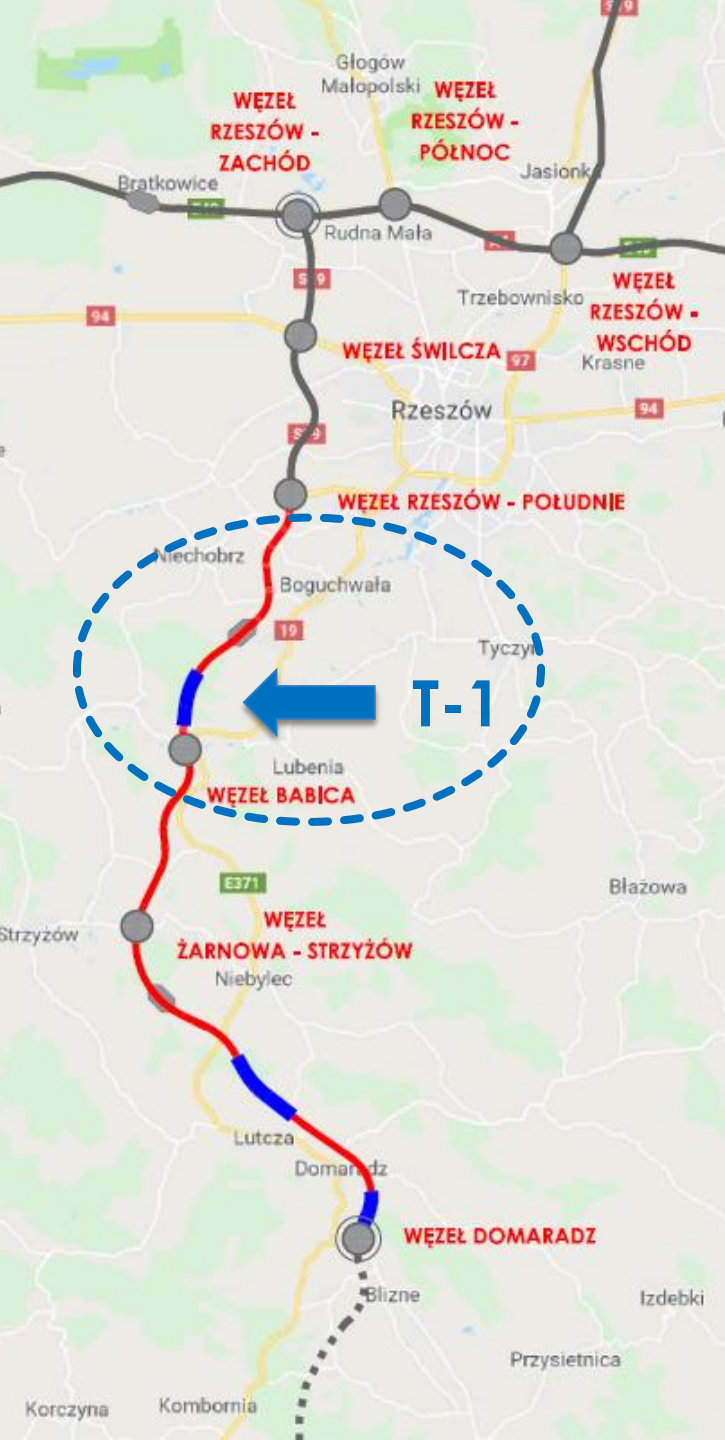 S19
Głogów
Małopolski
WĘZEŁ
RZESZÓW -
ZACHÓD
WĘZEŁ
RZESZÓW -
PÓŁNOC
Jasionka
Bratkowice
Rudna Mała
Trzebownisko
WĘZEŁ
RZESZÓW -
WSCHÓD
S19
94
WĘZEŁ ŚWILCZA
97
Krasne
Rzeszów
94
S19
WĘZEŁ RZESZÓW - POŁUDNIE
Niechobrz
Boguchwała
19
Tyczyn
T-1
Lubenia
WĘZEŁ BABICA
E371
Błażowa
Strzyżów
WĘZEŁ
ŻARNOWA - STRZYŻÓW
Niebylec
Lutcza
Domaradz
WĘZEŁ DOMARADZ
Blizne
Izdebki
Przysietnica
Korczyna
Kombornia